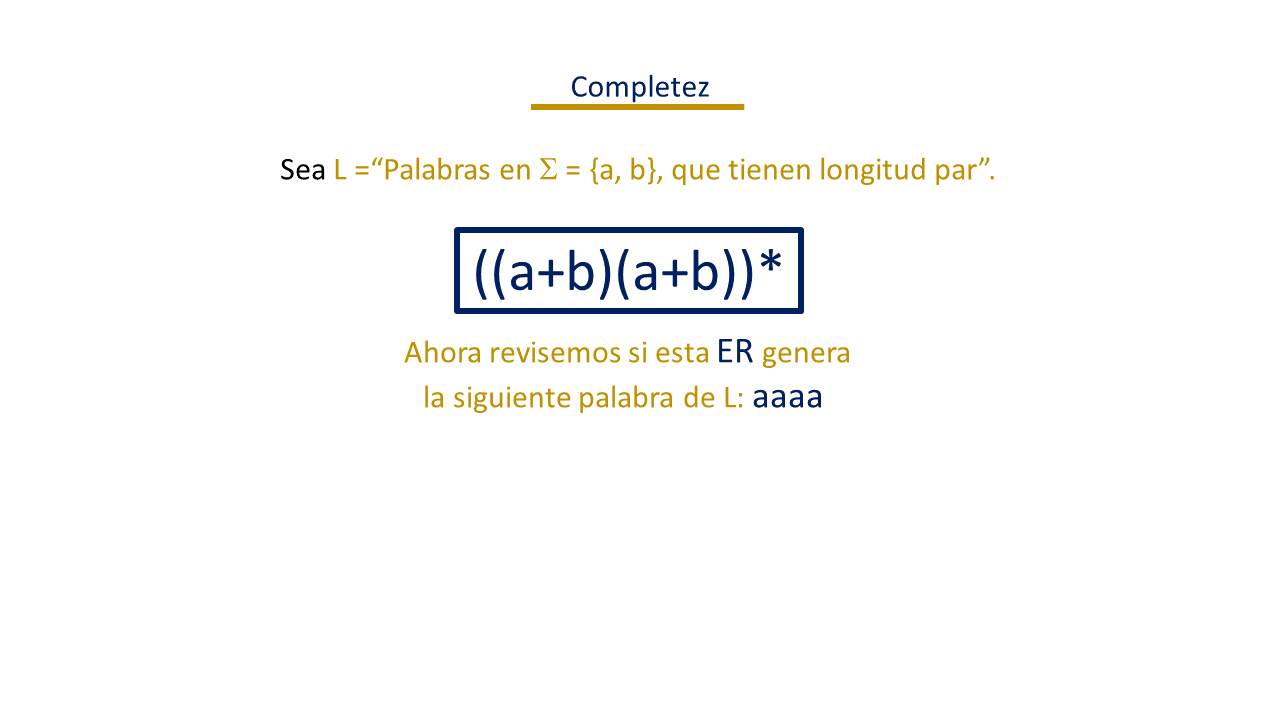 Completez
Sea L =“Palabras en Σ = {a, b}, que tienen longitud par”.
((a+b)(a+b))*
Ahora revisemos si esta ER genera
la siguiente palabra de L: aaaa